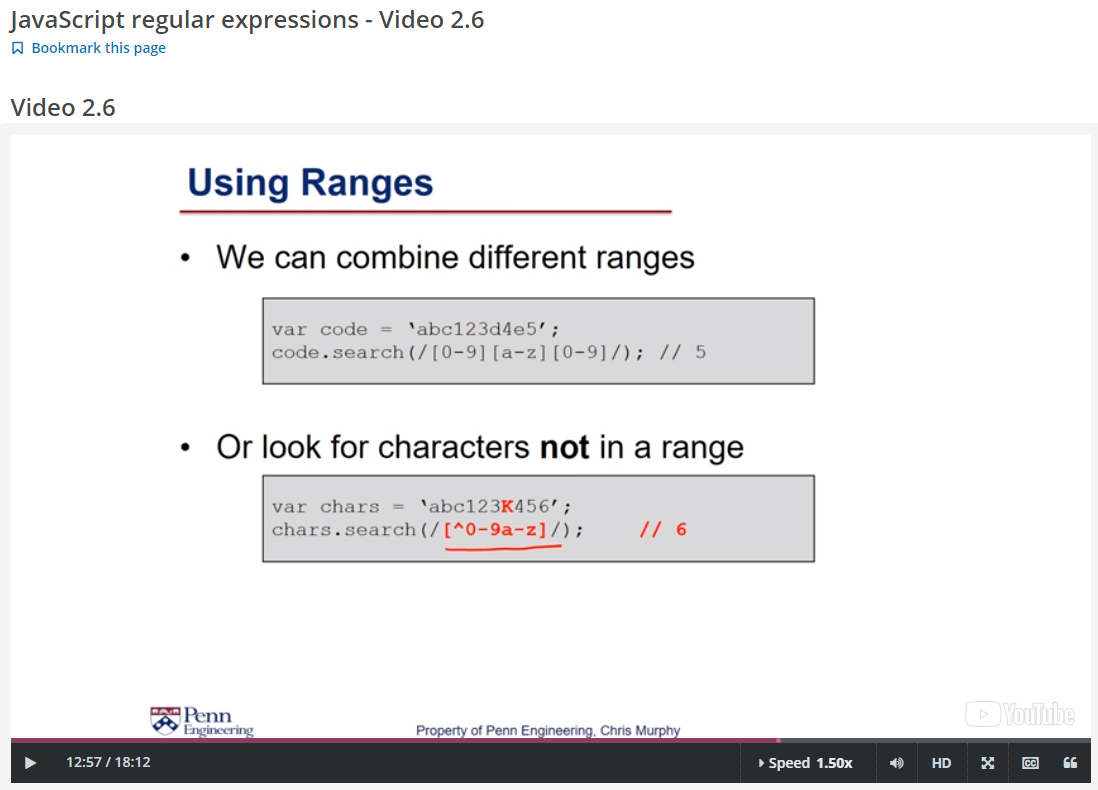 JavaScript regular expressions - Video 2.6
Bookmark this page
Video 2.6
Using Ranges
• We can combine different ranges
var code = ‘abc123d4e5’;
code.search(/[0-9][a-z][0-9]/); // 5
• Or look for characters not in a range
var chars = ‘abc123K456’;
chars.search(/[^0-9a-z]/); // 6
Penn
Engineering
Property of Penn Engineering, Chris Murphy
YouTube
12:57 / 18:12
Speed 1.50x
HD
CC